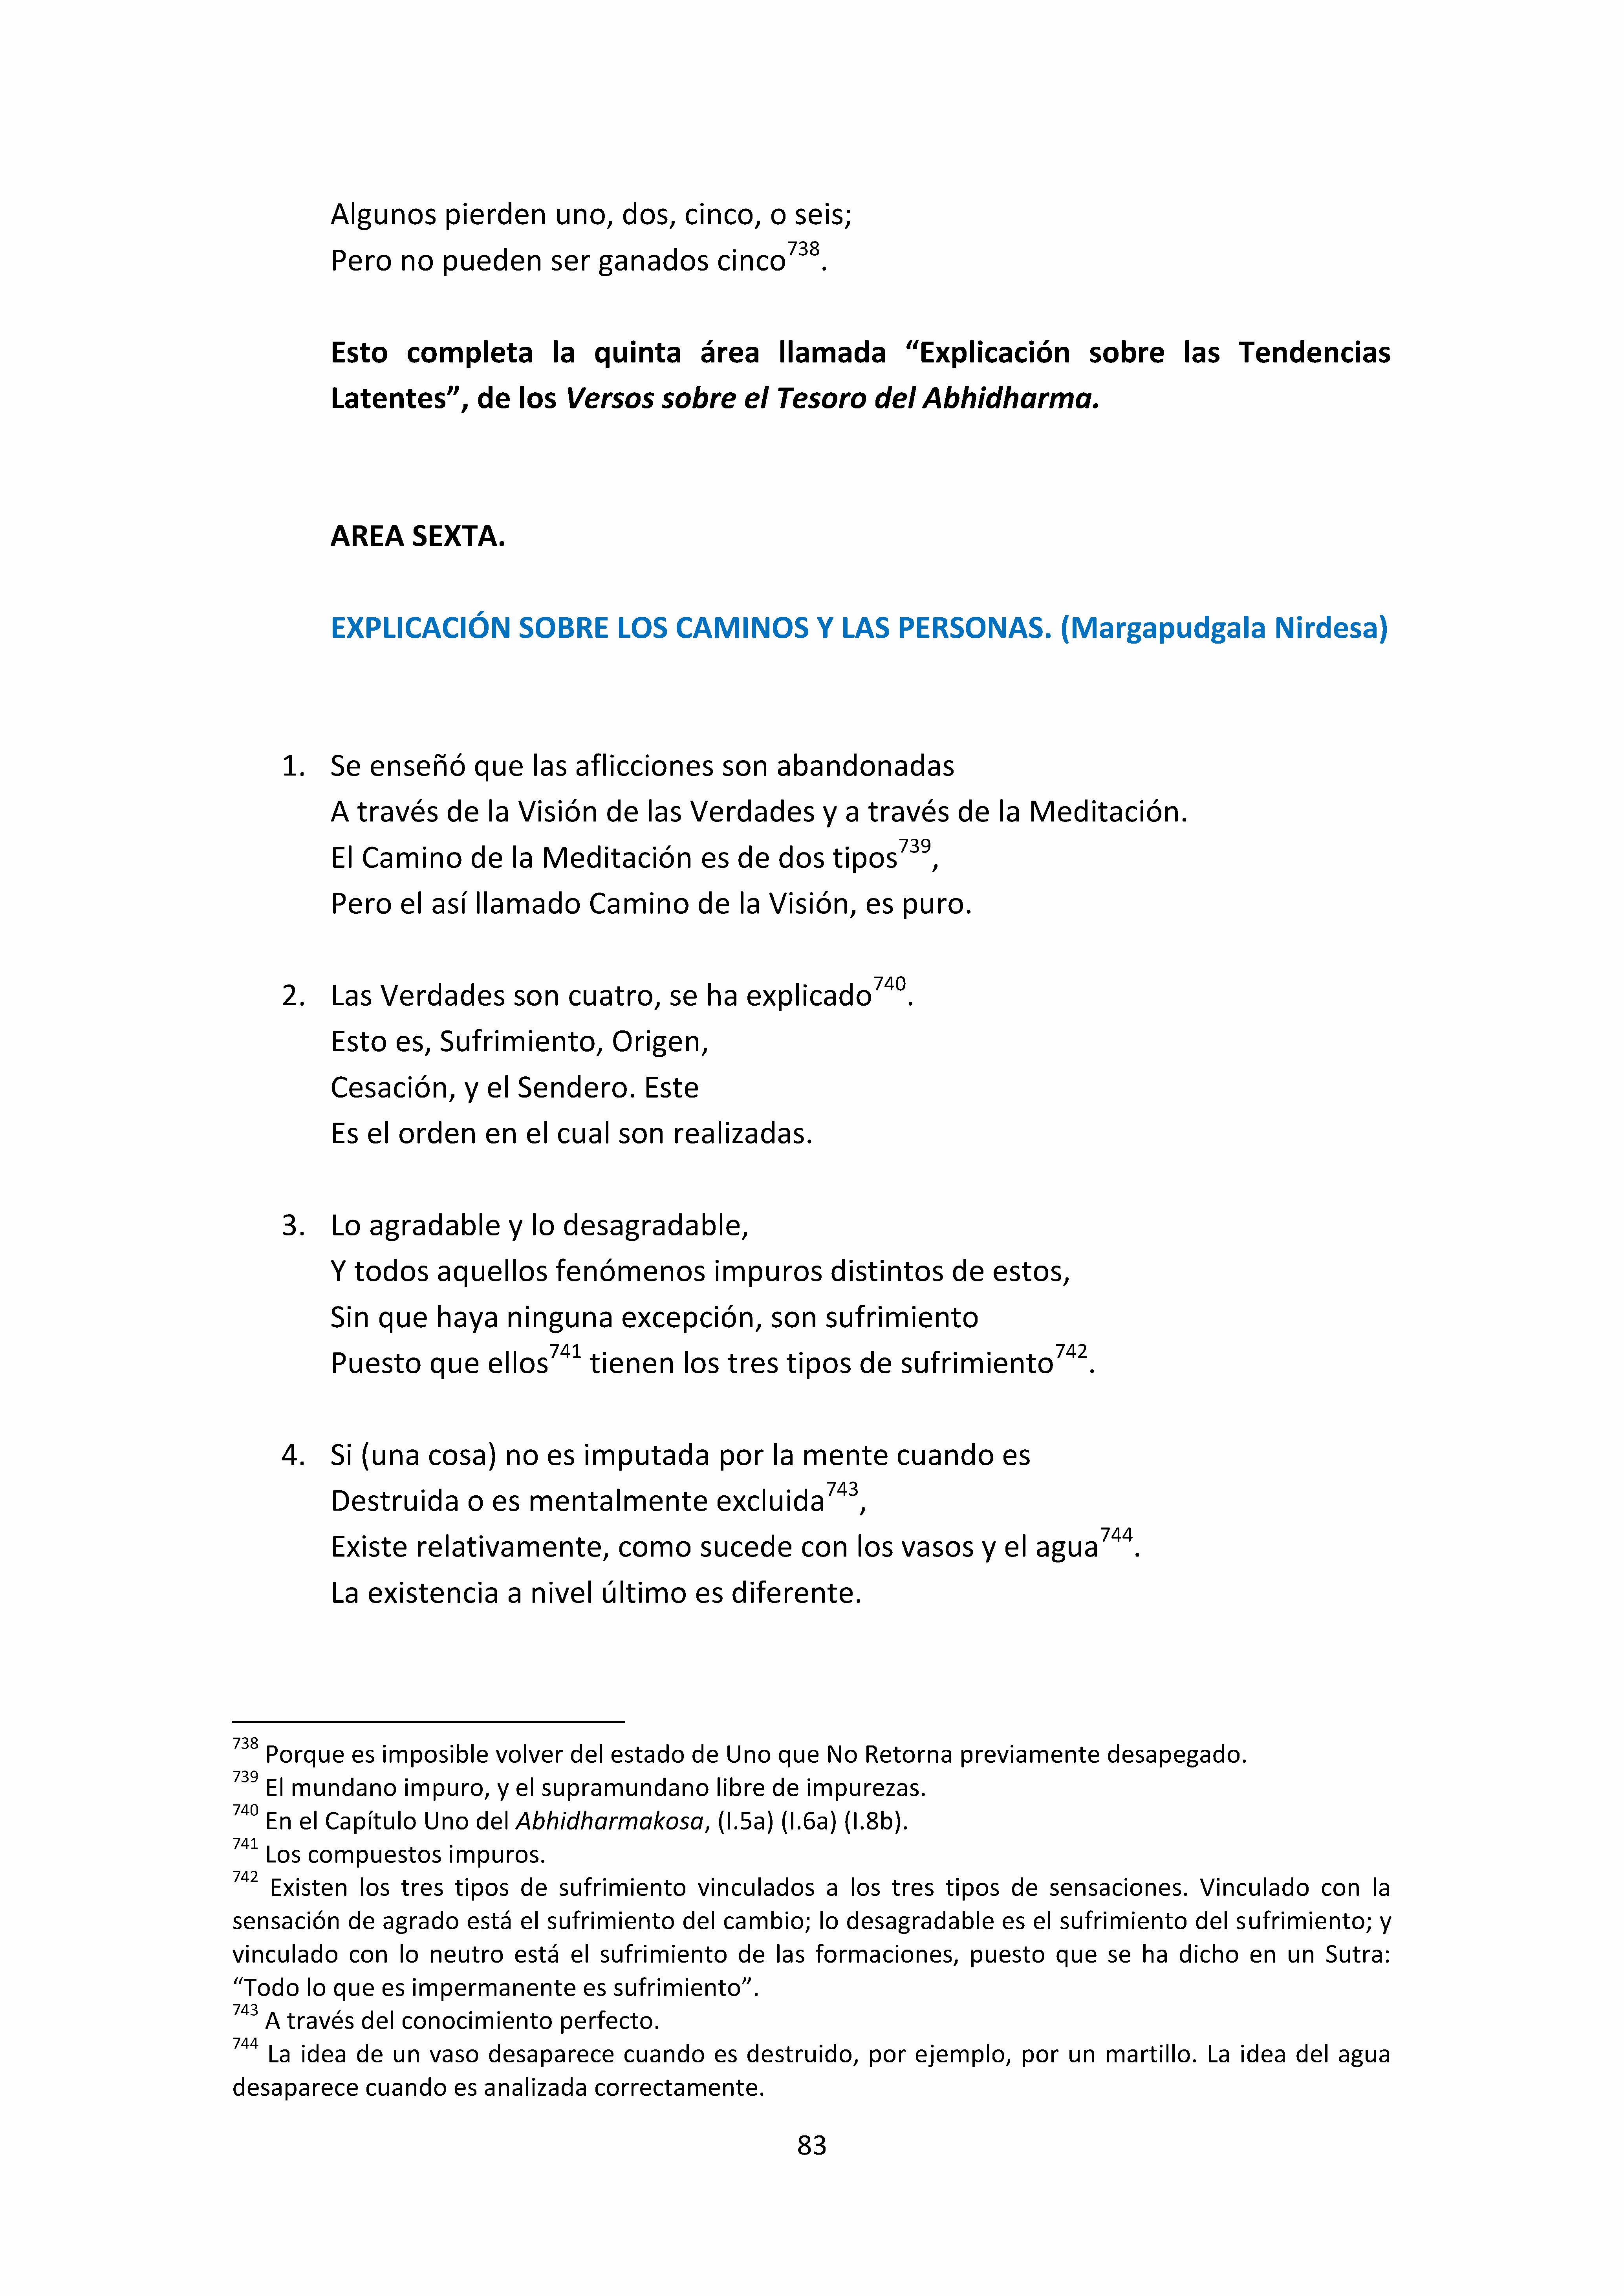 Algunos pierden uno, dos, cinco, o seis;
Pero no pueden ser ganados cinco738.
Esto completa la quinta área llamada “Explicación sobre las Tendencias
Latentes”, de los Versos sobre el Tesoro del Abhidharma.
AREA SEXTA.
EXPLICACIÓN SOBRE LOS CAMINOS Y LAS PERSONAS. (Margapudgala Nirdesa)
1. Se enseñó que las aflicciones son abandonadas
A través de la Visión de las Verdades y a través de la Meditación.
El Camino de la Meditación es de dos tipos739,
Pero el así llamado Camino de la Visión, es puro.
2. Las Verdades son cuatro, se ha explicado740.
Esto es, Sufrimiento, Origen,
Cesación, y el Sendero. Este
Es el orden en el cual son realizadas.
3. Lo agradable y lo desagradable,
Y todos aquellos fenómenos impuros distintos de estos,
Sin que haya ninguna excepción, son sufrimiento
Puesto que ellos741 tienen los tres tipos de sufrimiento742.
4. Si (una cosa) no es imputada por la mente cuando es
Destruida o es mentalmente excluida743,
Existe relativamente, como sucede con los vasos y el agua744.
La existencia a nivel último es diferente.
738 Porque es imposible volver del estado de Uno que No Retorna previamente desapegado.
739 El mundano impuro, y el supramundano libre de impurezas.
740 En el Capítulo Uno del Abhidharmakosa, (I.5a) (I.6a) (I.8b).
741 Los compuestos impuros.
742 Existen los tres tipos de sufrimiento vinculados a los tres tipos de sensaciones. Vinculado con la
sensación de agrado está el sufrimiento del cambio; lo desagradable es el sufrimiento del sufrimiento; y
vinculado con lo neutro está el sufrimiento de las formaciones, puesto que se ha dicho en un Sutra:
“Todo lo que es impermanente es sufrimiento”.
743 A través del conocimiento perfecto.
744 La idea de un vaso desaparece cuando es destruido, por ejemplo, por un martillo. La idea del agua
desaparece cuando es analizada correctamente.
83